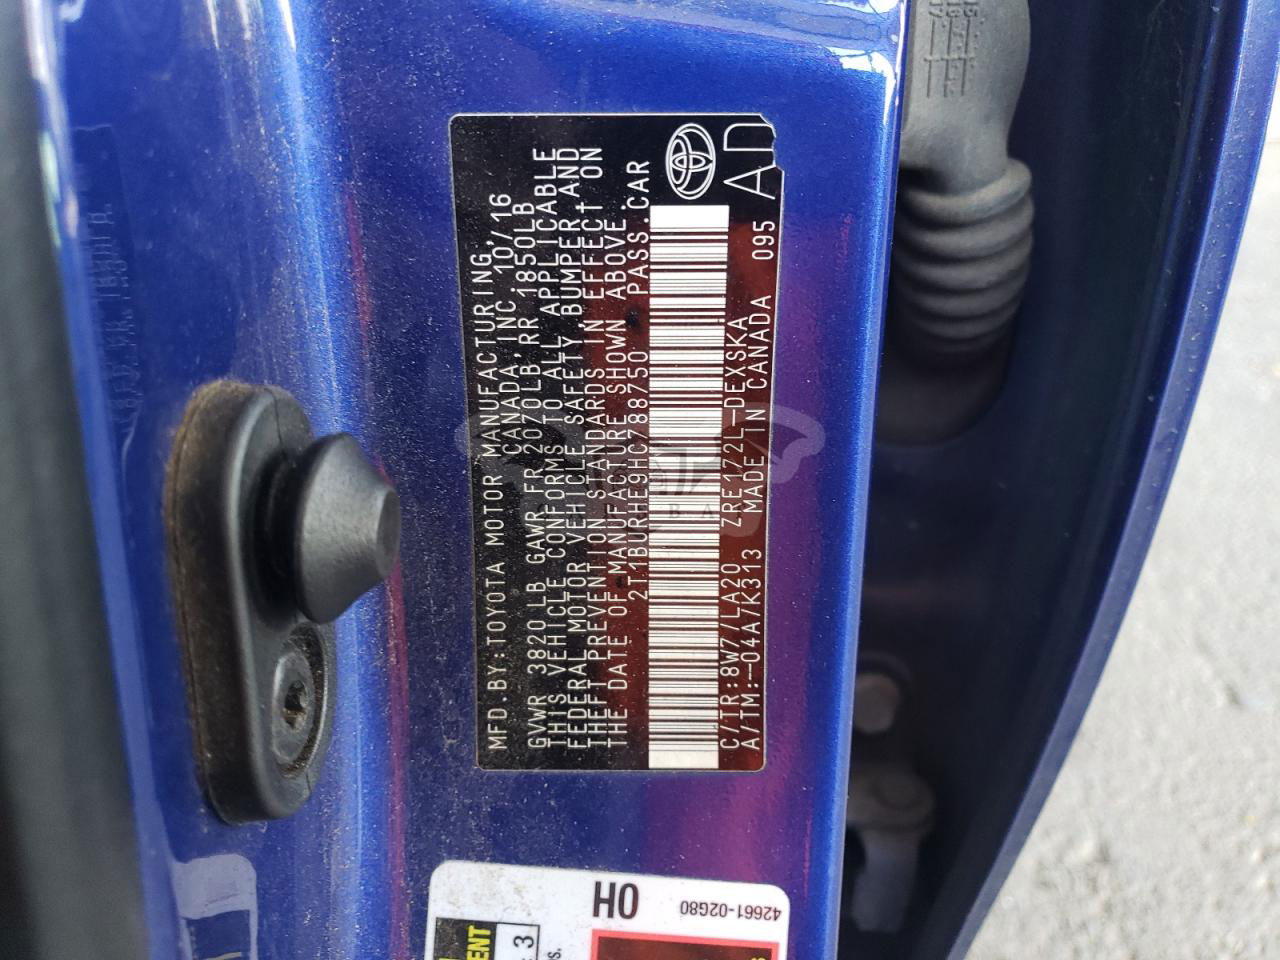 MFD.BY:TOYOTA MOTOR MANUFACTURING,
CANADA,INC. 10/16
GVWR 3820 LB GAWR FR 2070LB RR 1850LB
THIS VEHICLE CONFORMS TO ALL APPLICABLE
FEDERAL MOTOR VEHICLE SAFETY,BUMPER AND
THEFT PREVENTION STANDARDS IN EFFECT ON
THE DATE OF MANUFACTURE SHOWN ABOVE.
2T1BURHE9HC788750 PASS.CAR
C/TR:8W7/LA20 ZRE172L-DEXSKA
A/TM:-04A/K313 MADE IN CANADA 095
OH
42661-02G80